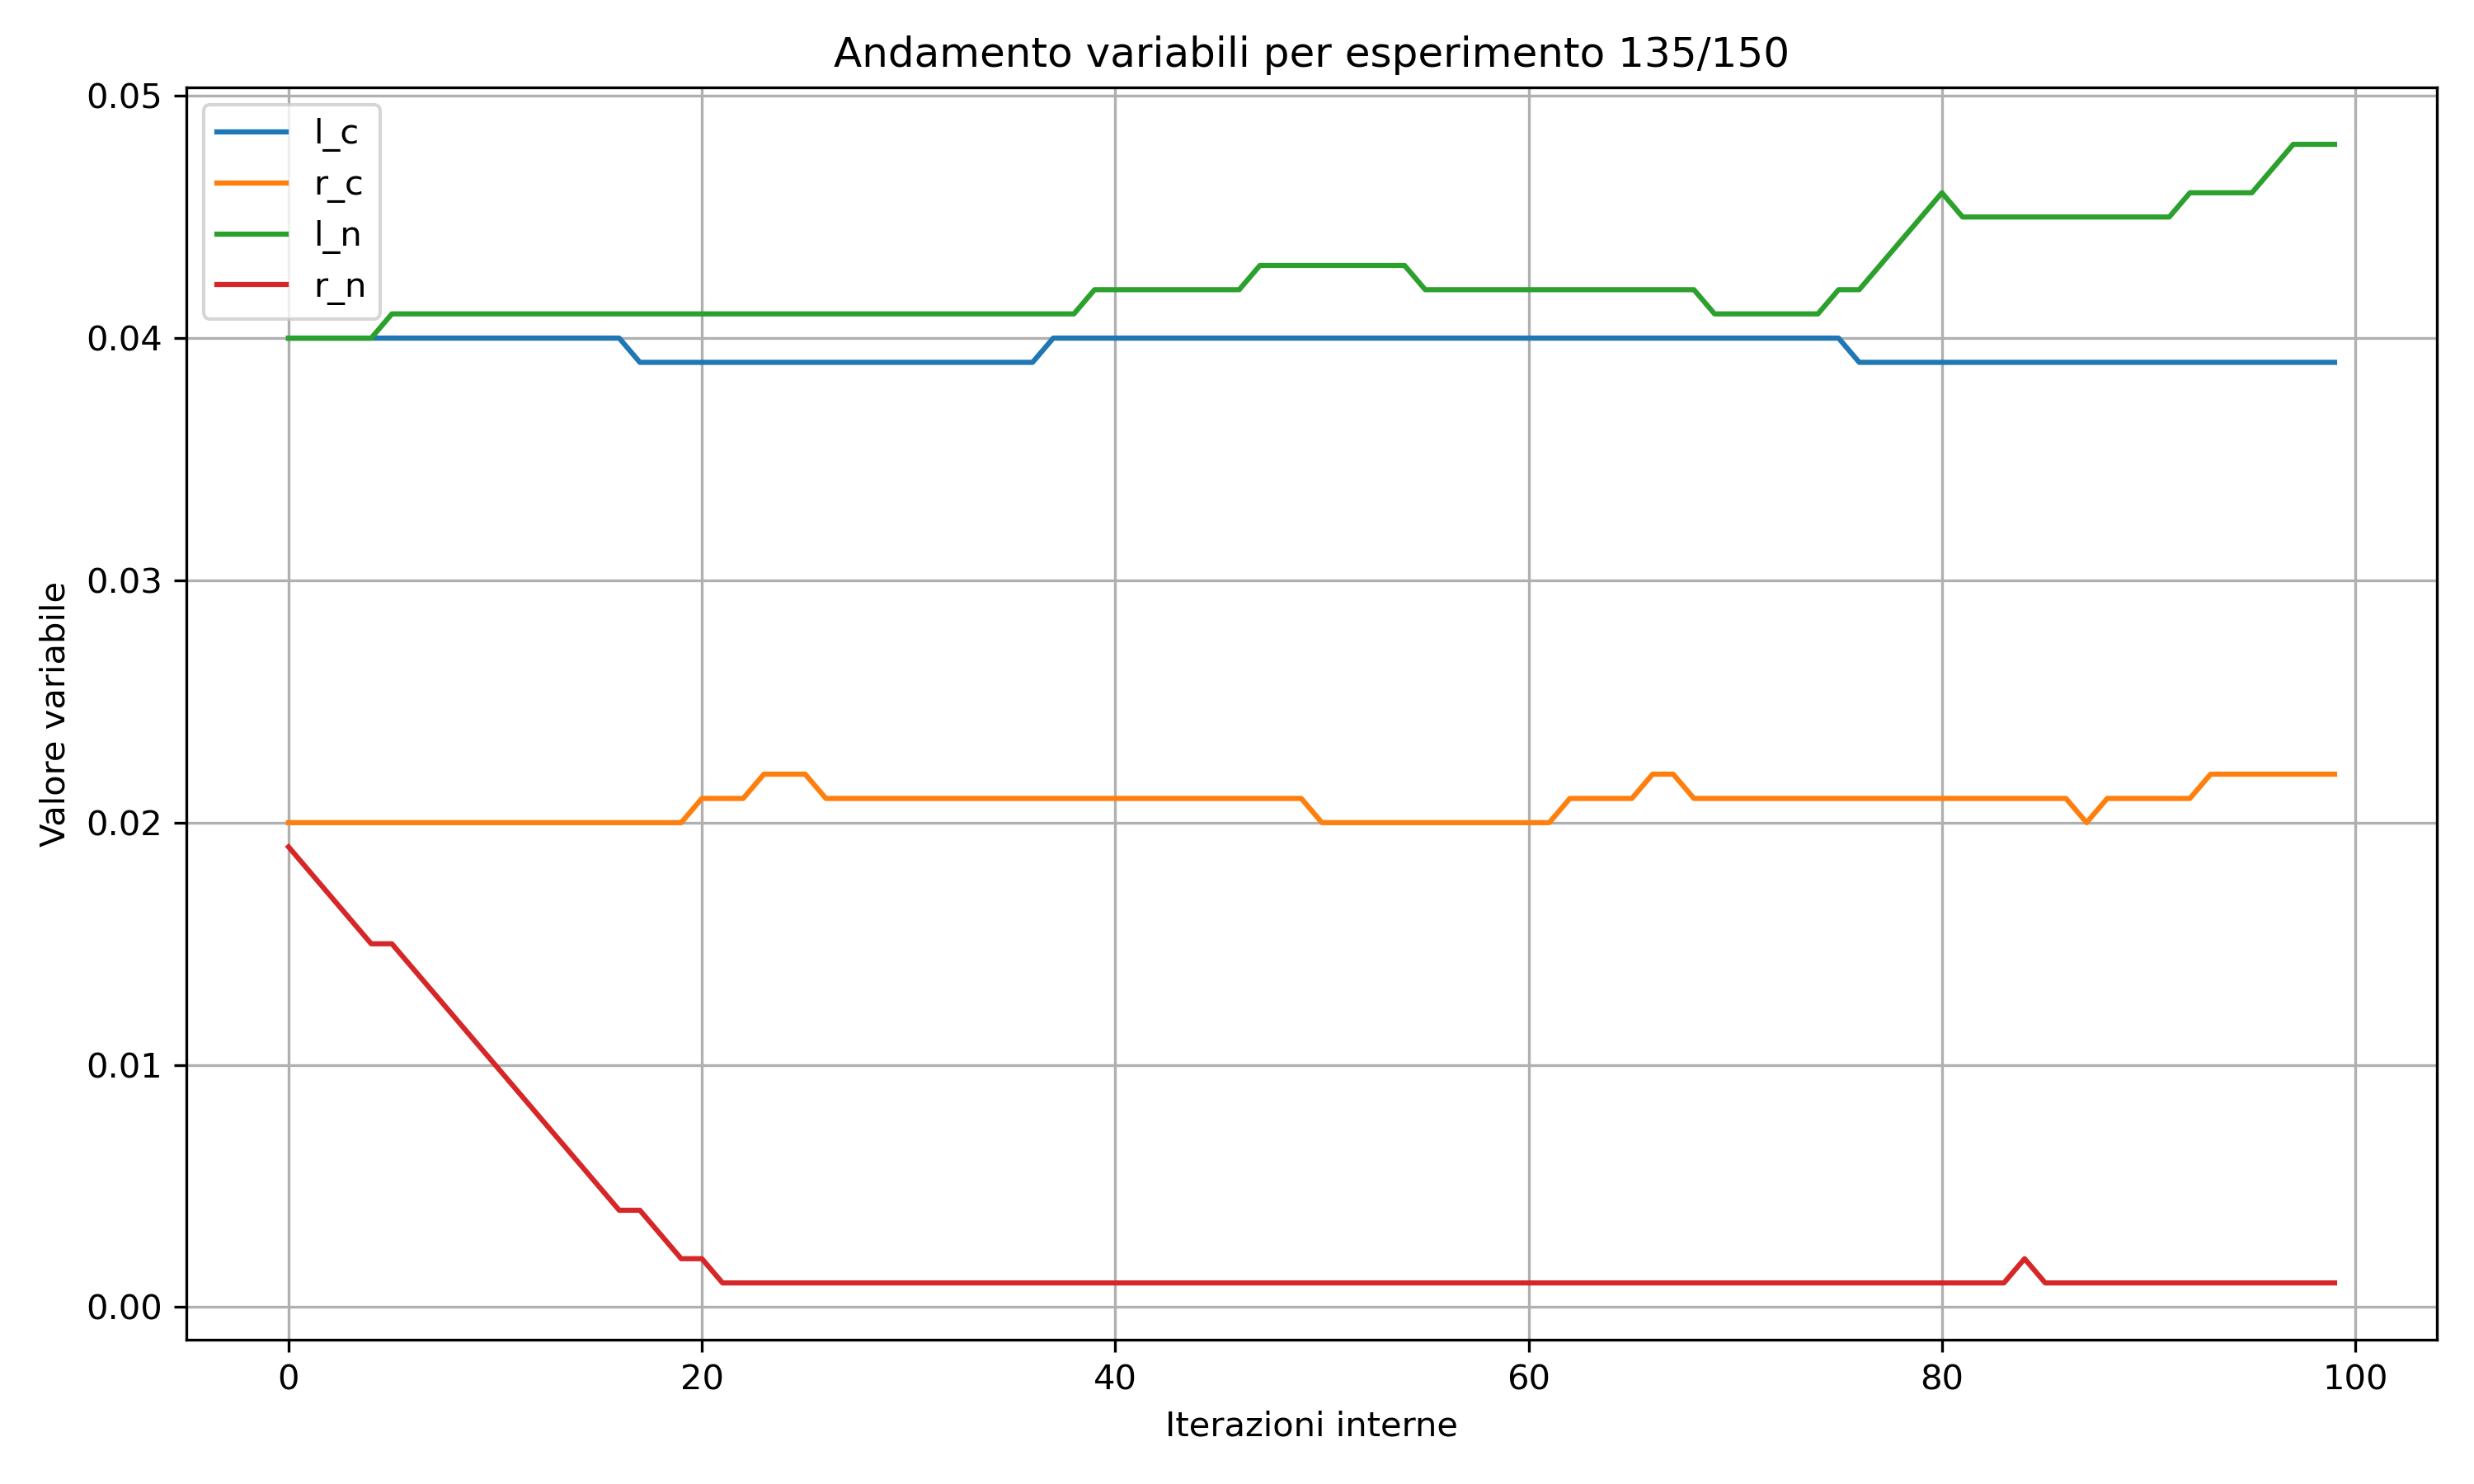 Andamento variabili per esperimento 135/150
l_c
r_c
l_n
r_n
Valore variabile
0.05
0.04
0.03
0.02
0.01
0.00
0 20 40 60 80 100
Iterazioni interne